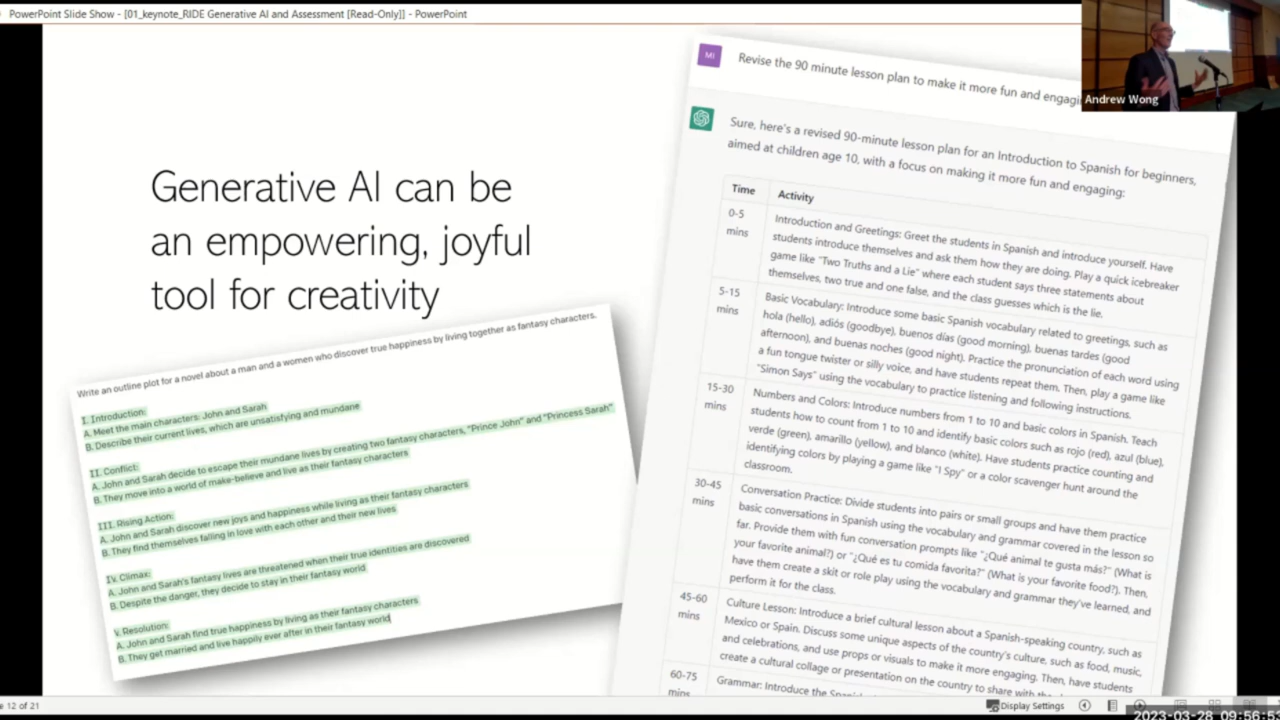 PowerPoint Slide Show - [01_keynote_RIDE Generative AI and Assessment [Read-Only]] - PowerPoint
Andrew Wong
Generative AI can be
an empowering, joyful
tool for creativity
Write an outline plot for a novel about a man and a women who discover true happiness by living together as fantasy characters.
I. Introduction:
A. Meet the main characters: John and Sarah
B. Describe their current lives, which are unsatisfying and mundane
II. Conflict:
A. John and Sarah decide to escape their mundane lives by creating two fantasy characters, "Prince John" and "Princess Sarah"
B. They move into a world of make-believe and live as their fantasy characters
III. Rising Action:
A. John and Sarah discover new joys and happiness while living as their fantasy characters
B. They find themselves falling in love with each other and their new lives
IV. Climax:
A. John and Sarah's fantasy lives are threatened when their true identities are discovered
B. Despite the danger, they decide to stay in their fantasy world
V. Resolution:
A. John and Sarah find true happiness by living as their fantasy characters
B. They get married and live happily ever after in their fantasy world
MI
Revise the 90 minute lesson plan to make it more fun and
Sure, here's a revised 90-minute lesson plan for an Introduction to Spanish for beginners,
aimed at children age 10, with a focus on making it more fun and engaging:
Time Activity
0-5
mins
Introduction and Greetings: Greet the students in Spanish and introduce yourself. Have
students introduce themselves and ask them how they are doing. Play a quick icebreaker
game like "Two Truths and a Lie" where each student says three statements about
themselves, two true and one false, and the class guesses which is the lie.
5-15
mins
Basic Vocabulary: Introduce some basic Spanish vocabulary related to greetings, such as
hola (hello), adiós (goodbye), buenos días (good morning), buenas tardes (good
afternoon), and buenas noches (good night). Practice the pronunciation of each word using
a fun tongue twister or silly voice, and have students repeat them. Then, play a game like
"Simon Says" using the vocabulary to practice listening and following instructions.
15-30
mins
Numbers and Colors: Introduce numbers from 1 to 10 and basic colors in Spanish. Teach
students how to count from 1 to 10 and identify basic colors such as rojo (red), azul (blue),
verde (green), amarillo (yellow), and blanco (white). Have students practice counting and
identifying colors by playing a game like "I Spy" or a color scavenger hunt around the
classroom.
30-45
mins
Conversation Practice: Divide students into pairs or small groups and have them practice
basic conversations in Spanish using the vocabulary and grammar covered in the lesson so
far. Provide them with fun conversation prompts like "¿Qué animal te gusta más?" (What is
your favorite animal?) or "¿Qué es tu comida favorita?" (What is your favorite food?). Then,
have them create a skit or role play using the vocabulary and grammar they've learned, and
perform it for the class.
45-60
mins
Culture Lesson: Introduce a brief cultural lesson about a Spanish-speaking country, such as
Mexico or Spain. Discuss some unique aspects of the country's culture, such as food, music,
and celebrations, and use props or visuals to make it more engaging. Then, have students
create a cultural collage or presentation on the country to share with the
60-75
mins
Grammar: Introduce the
12 of 21
Display Settings
2023-03-28 09:56:5